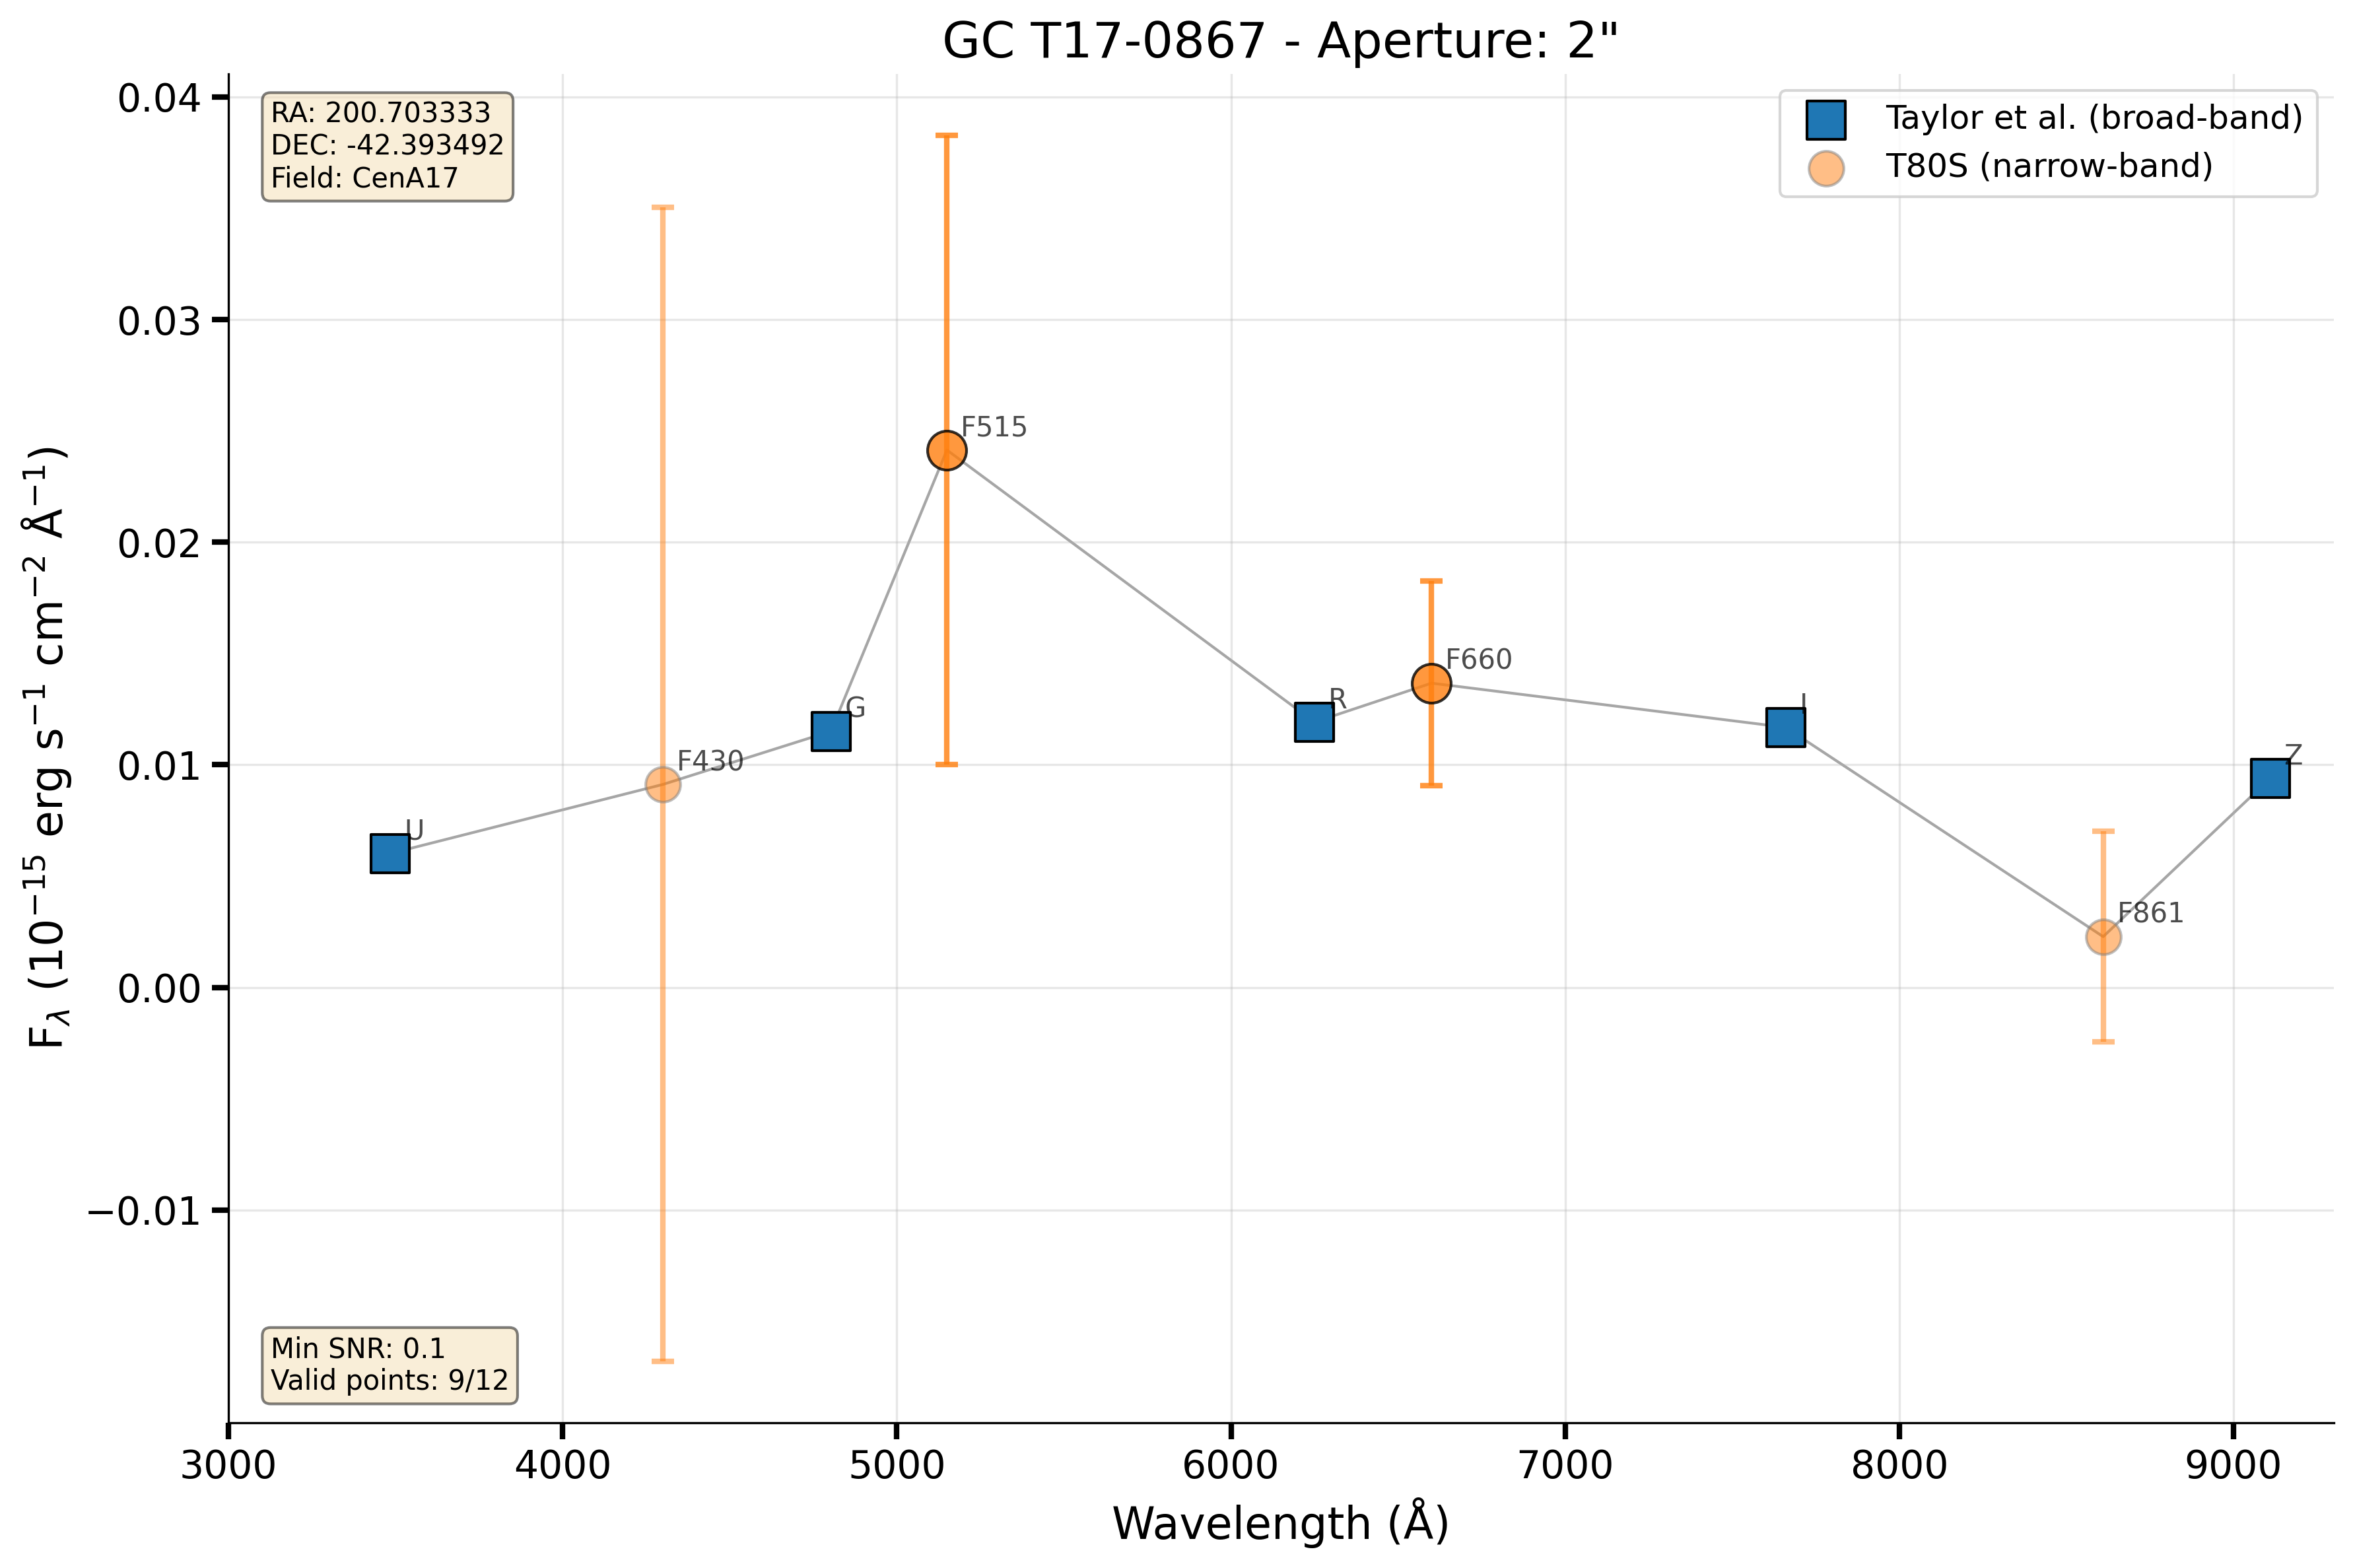 GC T17-0867 - Aperture: 2"
RA: 200.703333
DEC: -42.393492
Field: CenA17
Taylor et al. (broad-band)
T80S (narrow-band)
0.04
0.03
0.02
0.01
0.00
−0.01
F_λ (10⁻¹⁵ erg s⁻¹ cm⁻² Å⁻¹)
U
F430
G
F515
R
F660
I
F861
Z
Min SNR: 0.1
Valid points: 9/12
3000 4000 5000 6000 7000 8000 9000
Wavelength (Å)